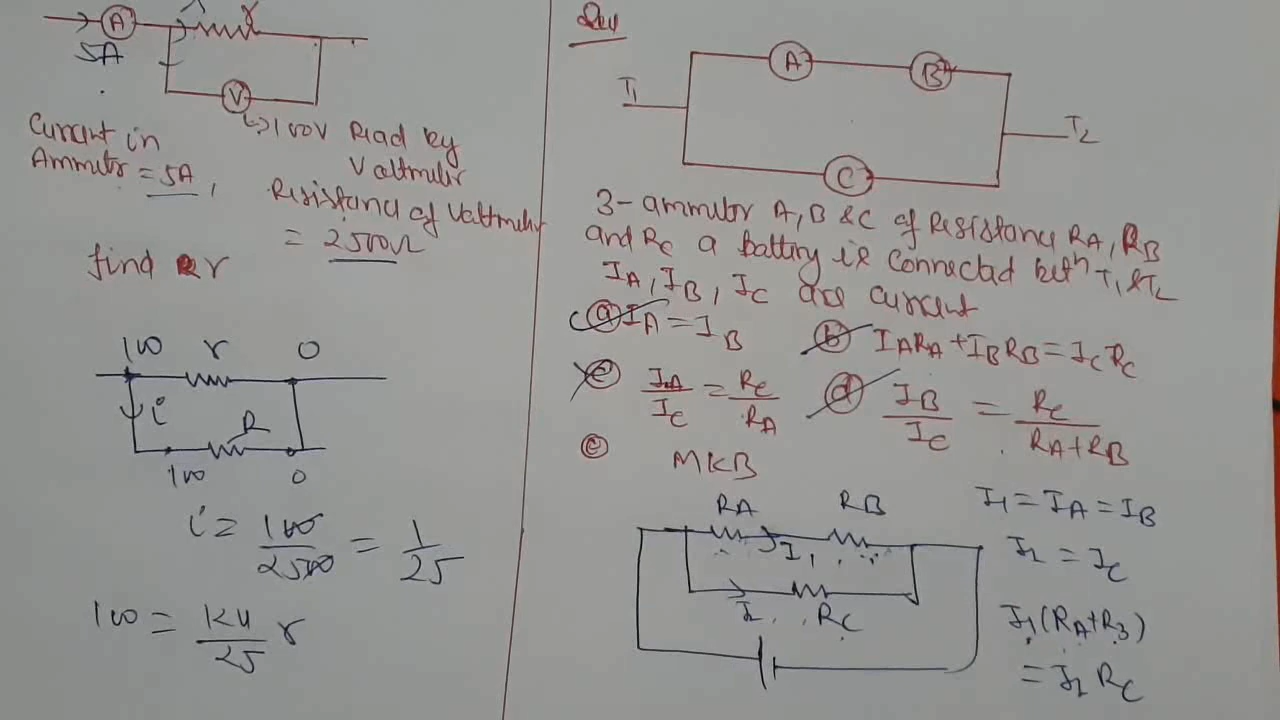 A
5A
r
V
→ 100V Read by
Voltmeter
Current in
Ammeter = 5A ,
Resistance of Voltmeter
= 2500Ω
find r
100 r 0
i
R
100 0
i = 100 / 2500 = 1 / 25
100 = 124 / 25 r
Que
A B
T1
T2
C
3-ammeter A, B & C of Resistance RA, RB
and RC a battery is connected betn T1 & T2
IA, IB, IC are current
(a) IA = IB
(b) IARA + IBRB = ICRC
(c) IA / IC = RC / RA
(d) IB / IC = RC / RA+RB
(e) MKB
RA RB
I1
I2 RC
I1 = IA = IB
I2 = IC
I1(RA+RB)
= I2 RC